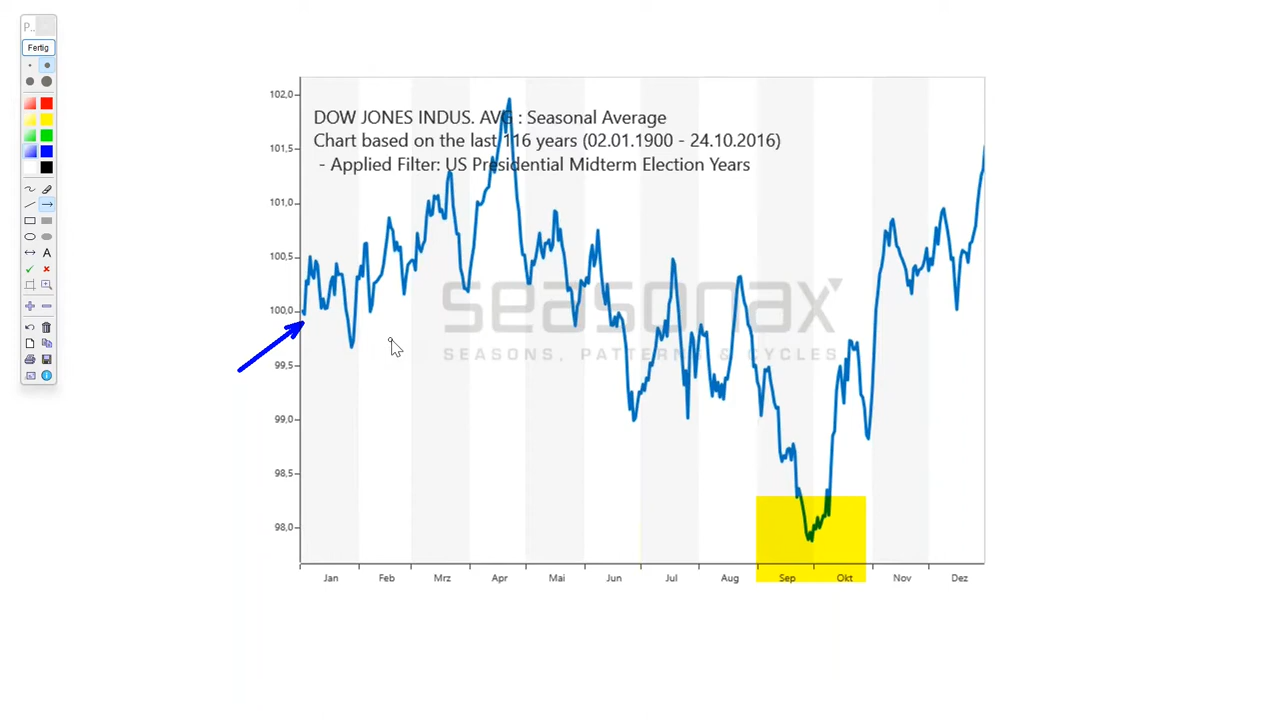 P..
Fertig
A
DOW JONES INDUS. AVG : Seasonal Average
Chart based on the last 116 years (02.01.1900 - 24.10.2016)
- Applied Filter: US Presidential Midterm Election Years
102,0
101,5
101,0
100,5
100,0
99,5
99,0
98,5
98,0
seasonax
SEASONS, PATTERNS & CYCLES
Jan Feb Mrz Apr Mai Jun Jul Aug Sep Okt Nov Dez